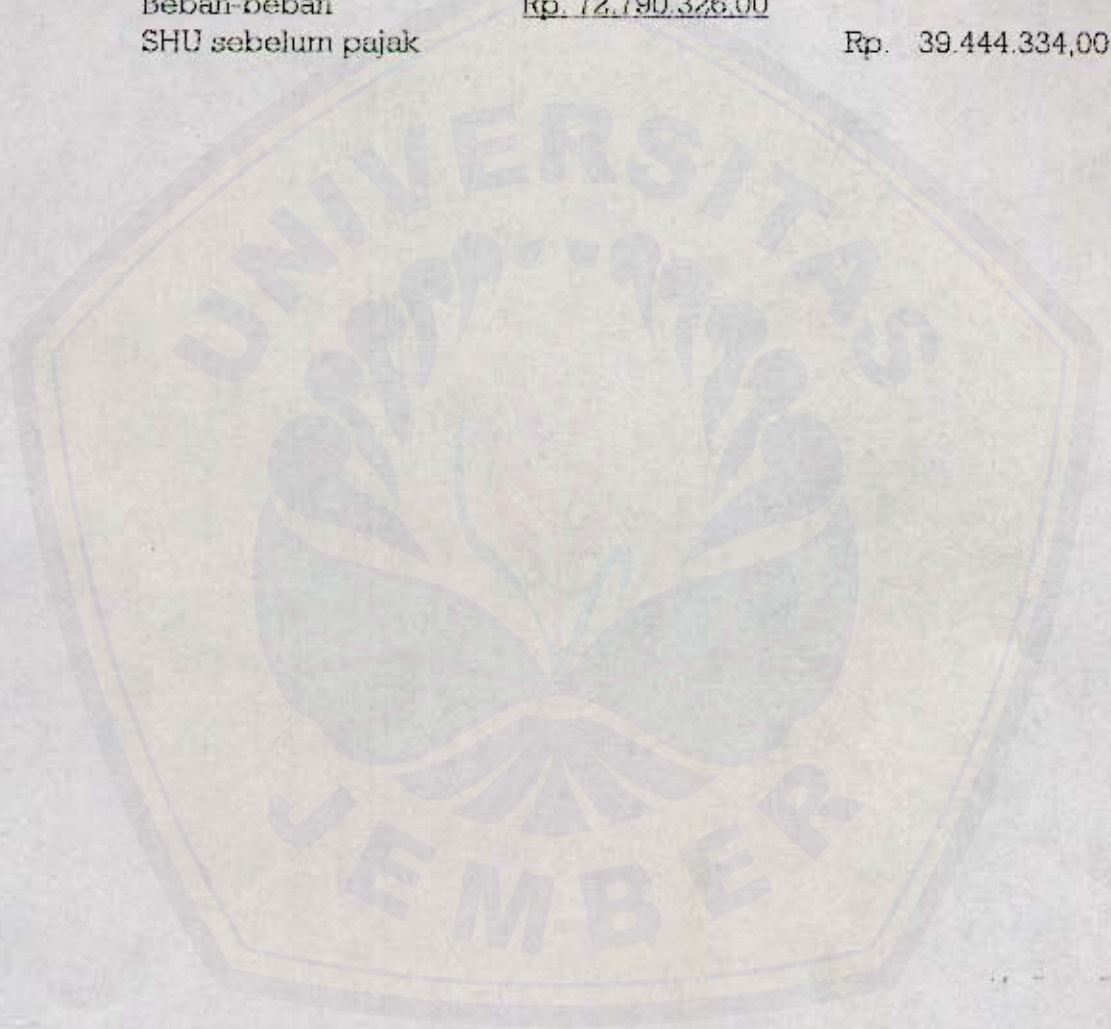 Beban-beban Rp. 72.790.326,00
SHU sebelum pajak Rp. 39.444.334,00
UNIVERSITAS
JEMBER